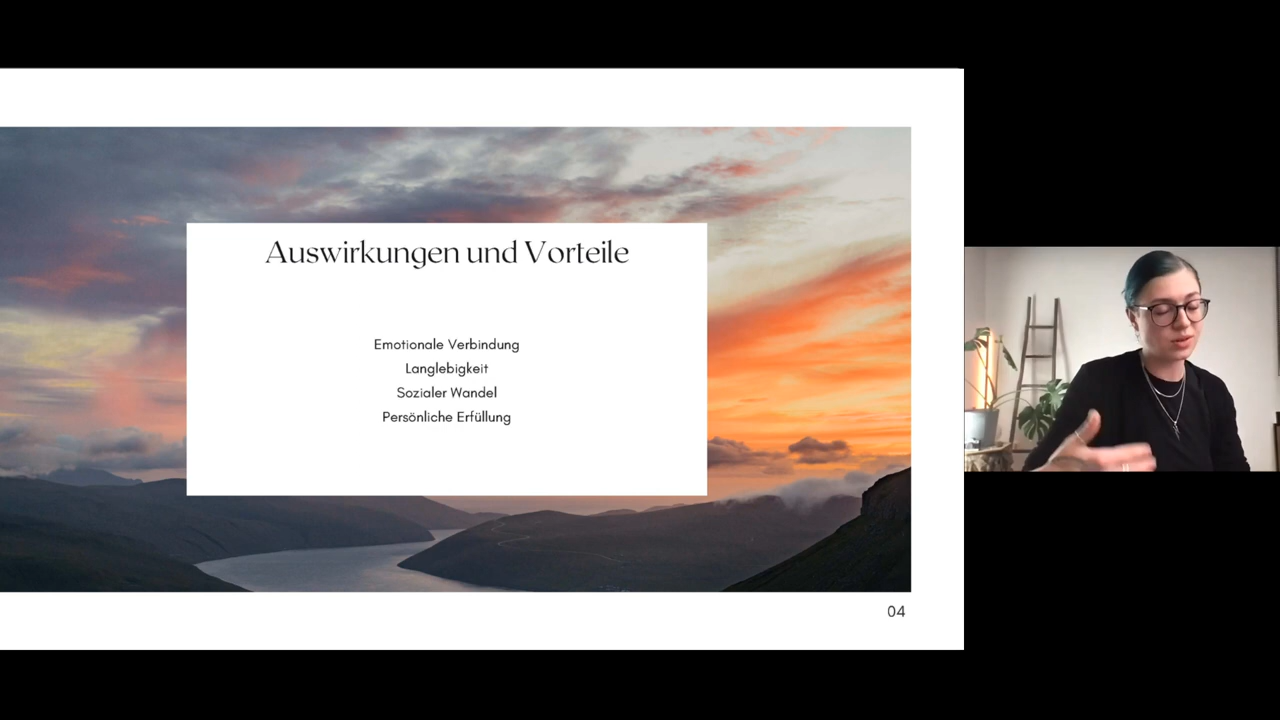 Auswirkungen und Vorteile
Emotionale Verbindung
Langlebigkeit
Sozialer Wandel
Persönliche Erfüllung
04